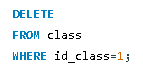 DELETE
FROM class
WHERE id_class=1;